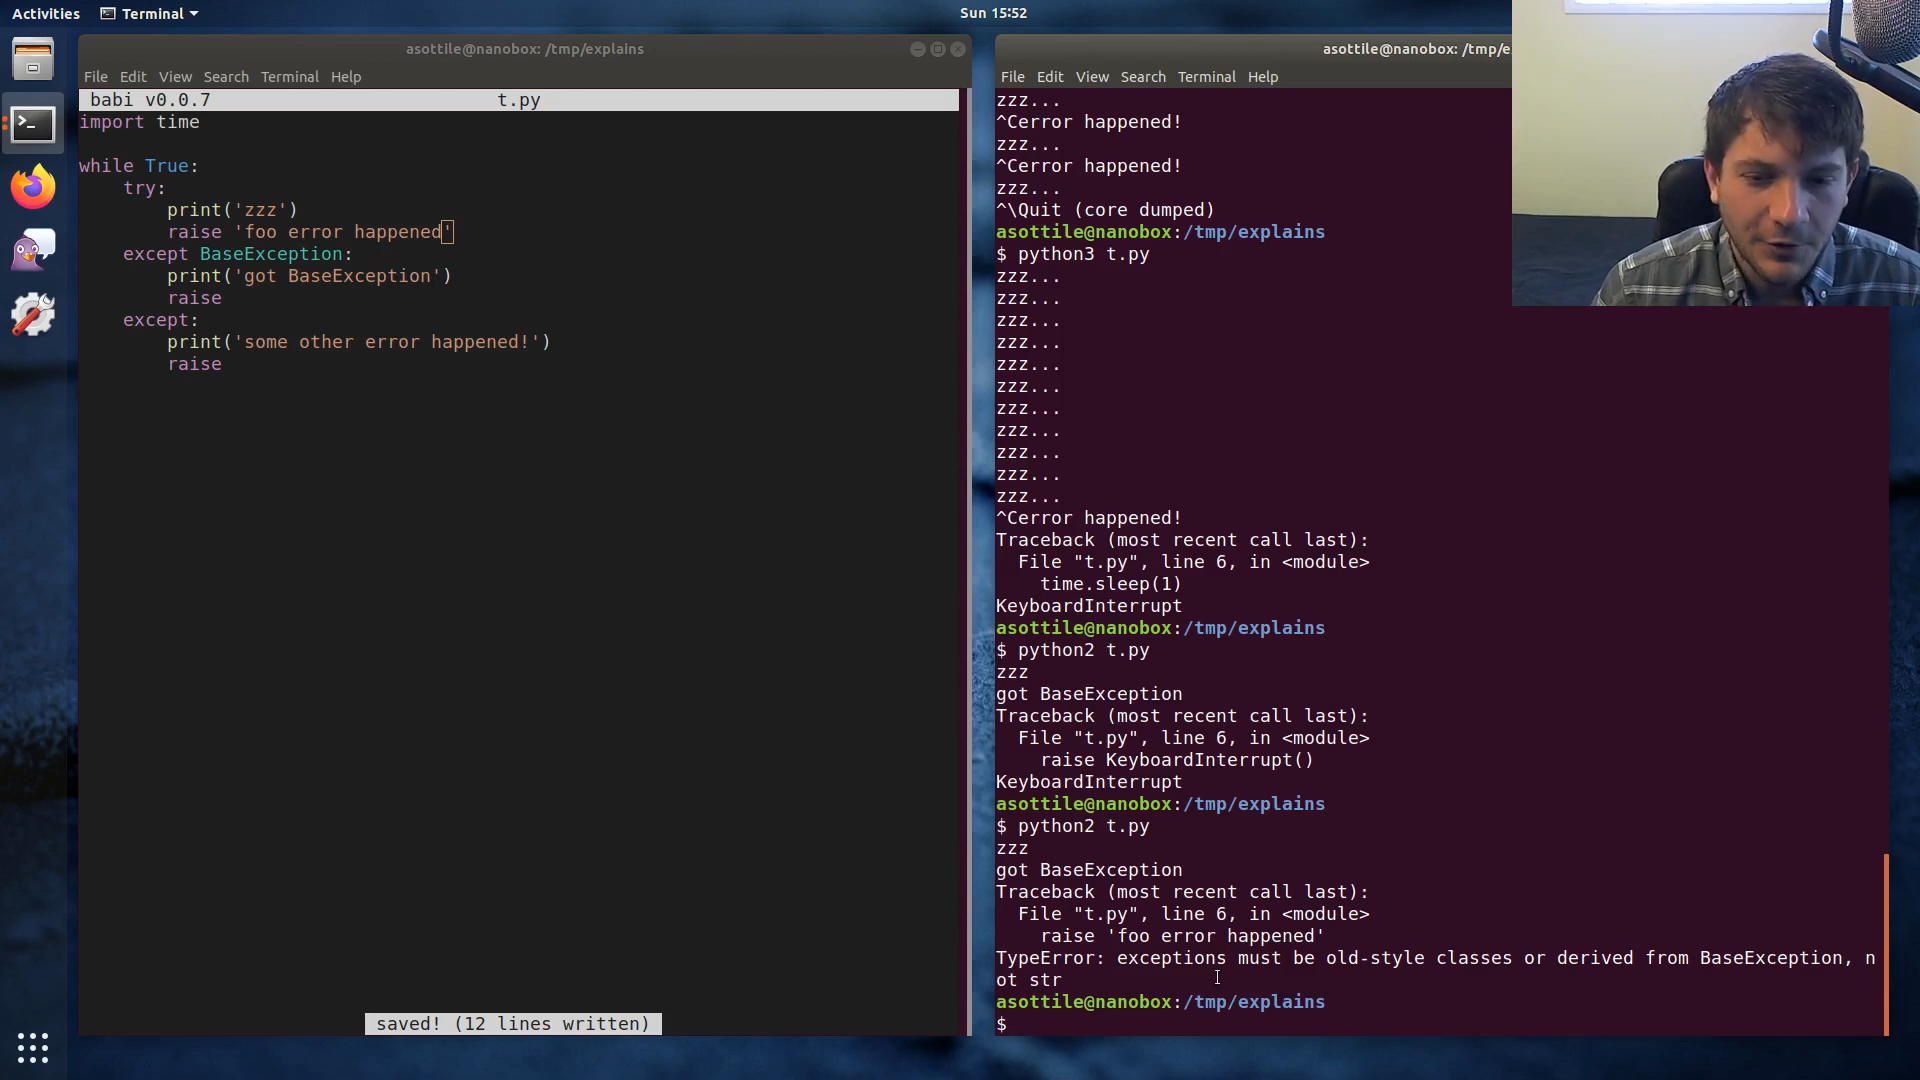 Activities
Terminal
Sun 15:52
asottile@nanobox: /tmp/explains
File Edit View Search Terminal Help
babi v0.0.7 t.py
import time
while True:
try:
print('zzz')
raise 'foo error happened'
except BaseException:
print('got BaseException')
raise
except:
print('some other error happened!')
raise
saved! (12 lines written)
asottile@nanobox: /tmp/e
File Edit View Search Terminal Help
zzz...
^Cerror happened!
zzz...
^Cerror happened!
zzz...
^\Quit (core dumped)
asottile@nanobox:/tmp/explains
$ python3 t.py
zzz...
zzz...
zzz...
zzz...
zzz...
zzz...
zzz...
zzz...
zzz...
zzz...
zzz...
^Cerror happened!
Traceback (most recent call last):
File "t.py", line 6, in <module>
time.sleep(1)
KeyboardInterrupt
asottile@nanobox:/tmp/explains
$ python2 t.py
zzz
got BaseException
Traceback (most recent call last):
File "t.py", line 6, in <module>
raise KeyboardInterrupt()
KeyboardInterrupt
asottile@nanobox:/tmp/explains
$ python2 t.py
zzz
got BaseException
Traceback (most recent call last):
File "t.py", line 6, in <module>
raise 'foo error happened'
TypeError: exceptions must be old-style classes or derived from BaseException, n
ot str
asottile@nanobox:/tmp/explains
$